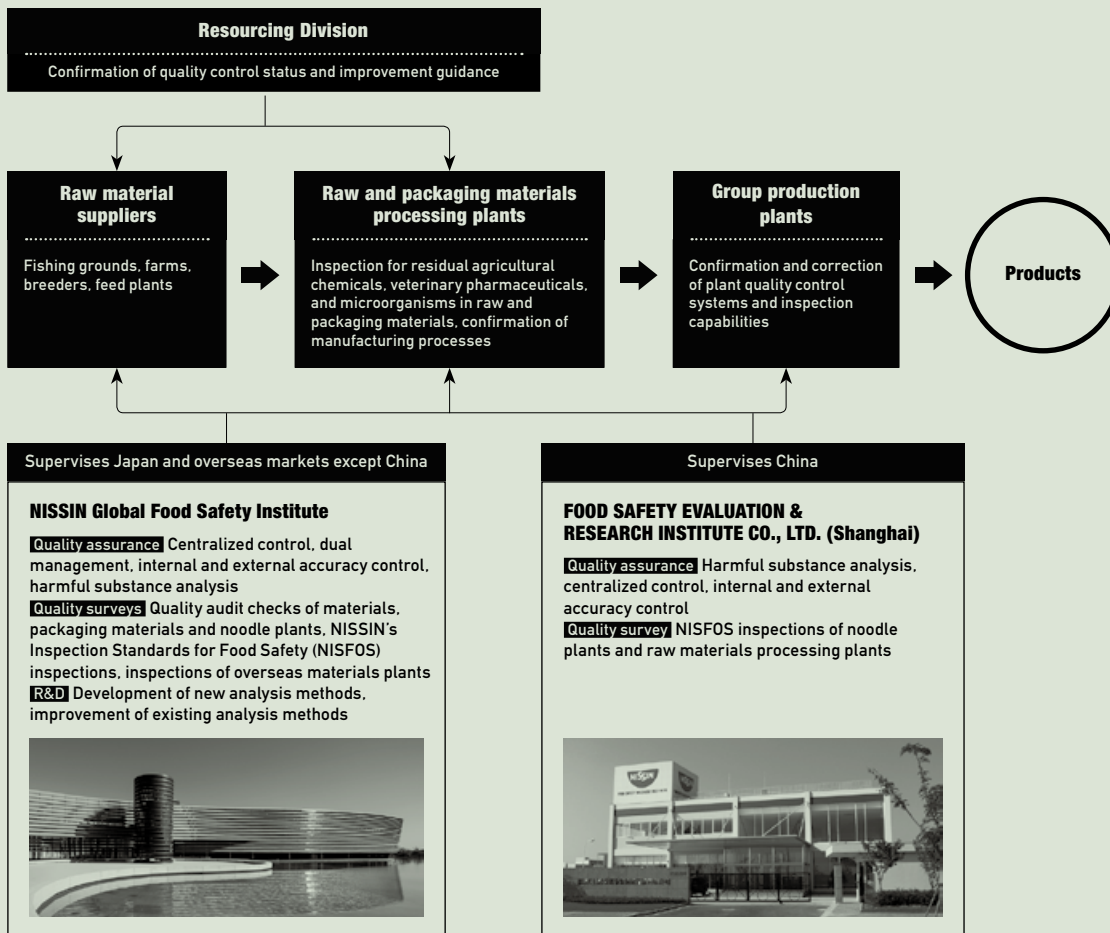 Resourcing Division
Confirmation of quality control status and improvement guidance
Raw material
suppliers
Fishing grounds, farms,
breeders, feed plants
Raw and packaging materials
processing plants
Inspection for residual agricultural
chemicals, veterinary pharmaceuticals,
and microorganisms in raw and
packaging materials, confirmation of
manufacturing processes
Group production
plants
Confirmation and correction
of plant quality control
systems and inspection
capabilities
Products
Supervises Japan and overseas markets except China
NISSIN Global Food Safety Institute
Quality assurance Centralized control, dual
management, internal and external accuracy control,
harmful substance analysis
Quality surveys Quality audit checks of materials,
packaging materials and noodle plants, NISSIN’s
Inspection Standards for Food Safety (NISFOS)
inspections, inspections of overseas materials plants
R&D Development of new analysis methods,
improvement of existing analysis methods
Supervises China
FOOD SAFETY EVALUATION &
RESEARCH INSTITUTE CO., LTD. (Shanghai)
Quality assurance Harmful substance analysis,
centralized control, internal and external
accuracy control
Quality survey NISFOS inspections of noodle
plants and raw materials processing plants
NISSIN